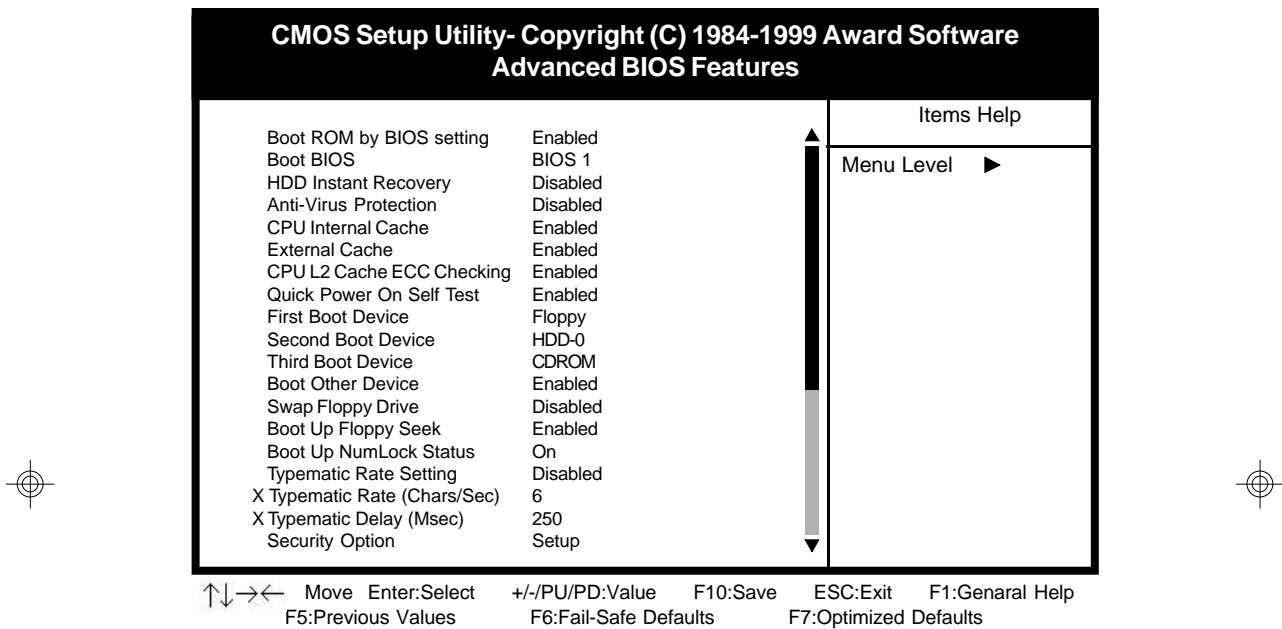 CMOS Setup Utility- Copyright (C) 1984-1999 Award Software
Advanced BIOS Features
Items Help
Menu Level ▶
Boot ROM by BIOS setting Enabled
Boot BIOS BIOS 1
HDD Instant Recovery Disabled
Anti-Virus Protection Disabled
CPU Internal Cache Enabled
External Cache Enabled
CPU L2 Cache ECC Checking Enabled
Quick Power On Self Test Enabled
First Boot Device Floppy
Second Boot Device HDD-0
Third Boot Device CDROM
Boot Other Device Enabled
Swap Floppy Drive Disabled
Boot Up Floppy Seek Enabled
Boot Up NumLock Status On
Typematic Rate Setting Disabled
X Typematic Rate (Chars/Sec) 6
X Typematic Delay (Msec) 250
Security Option Setup
↑↓→← Move Enter:Select +/-/PU/PD:Value F10:Save ESC:Exit F1:Genaral Help
F5:Previous Values F6:Fail-Safe Defaults F7:Optimized Defaults